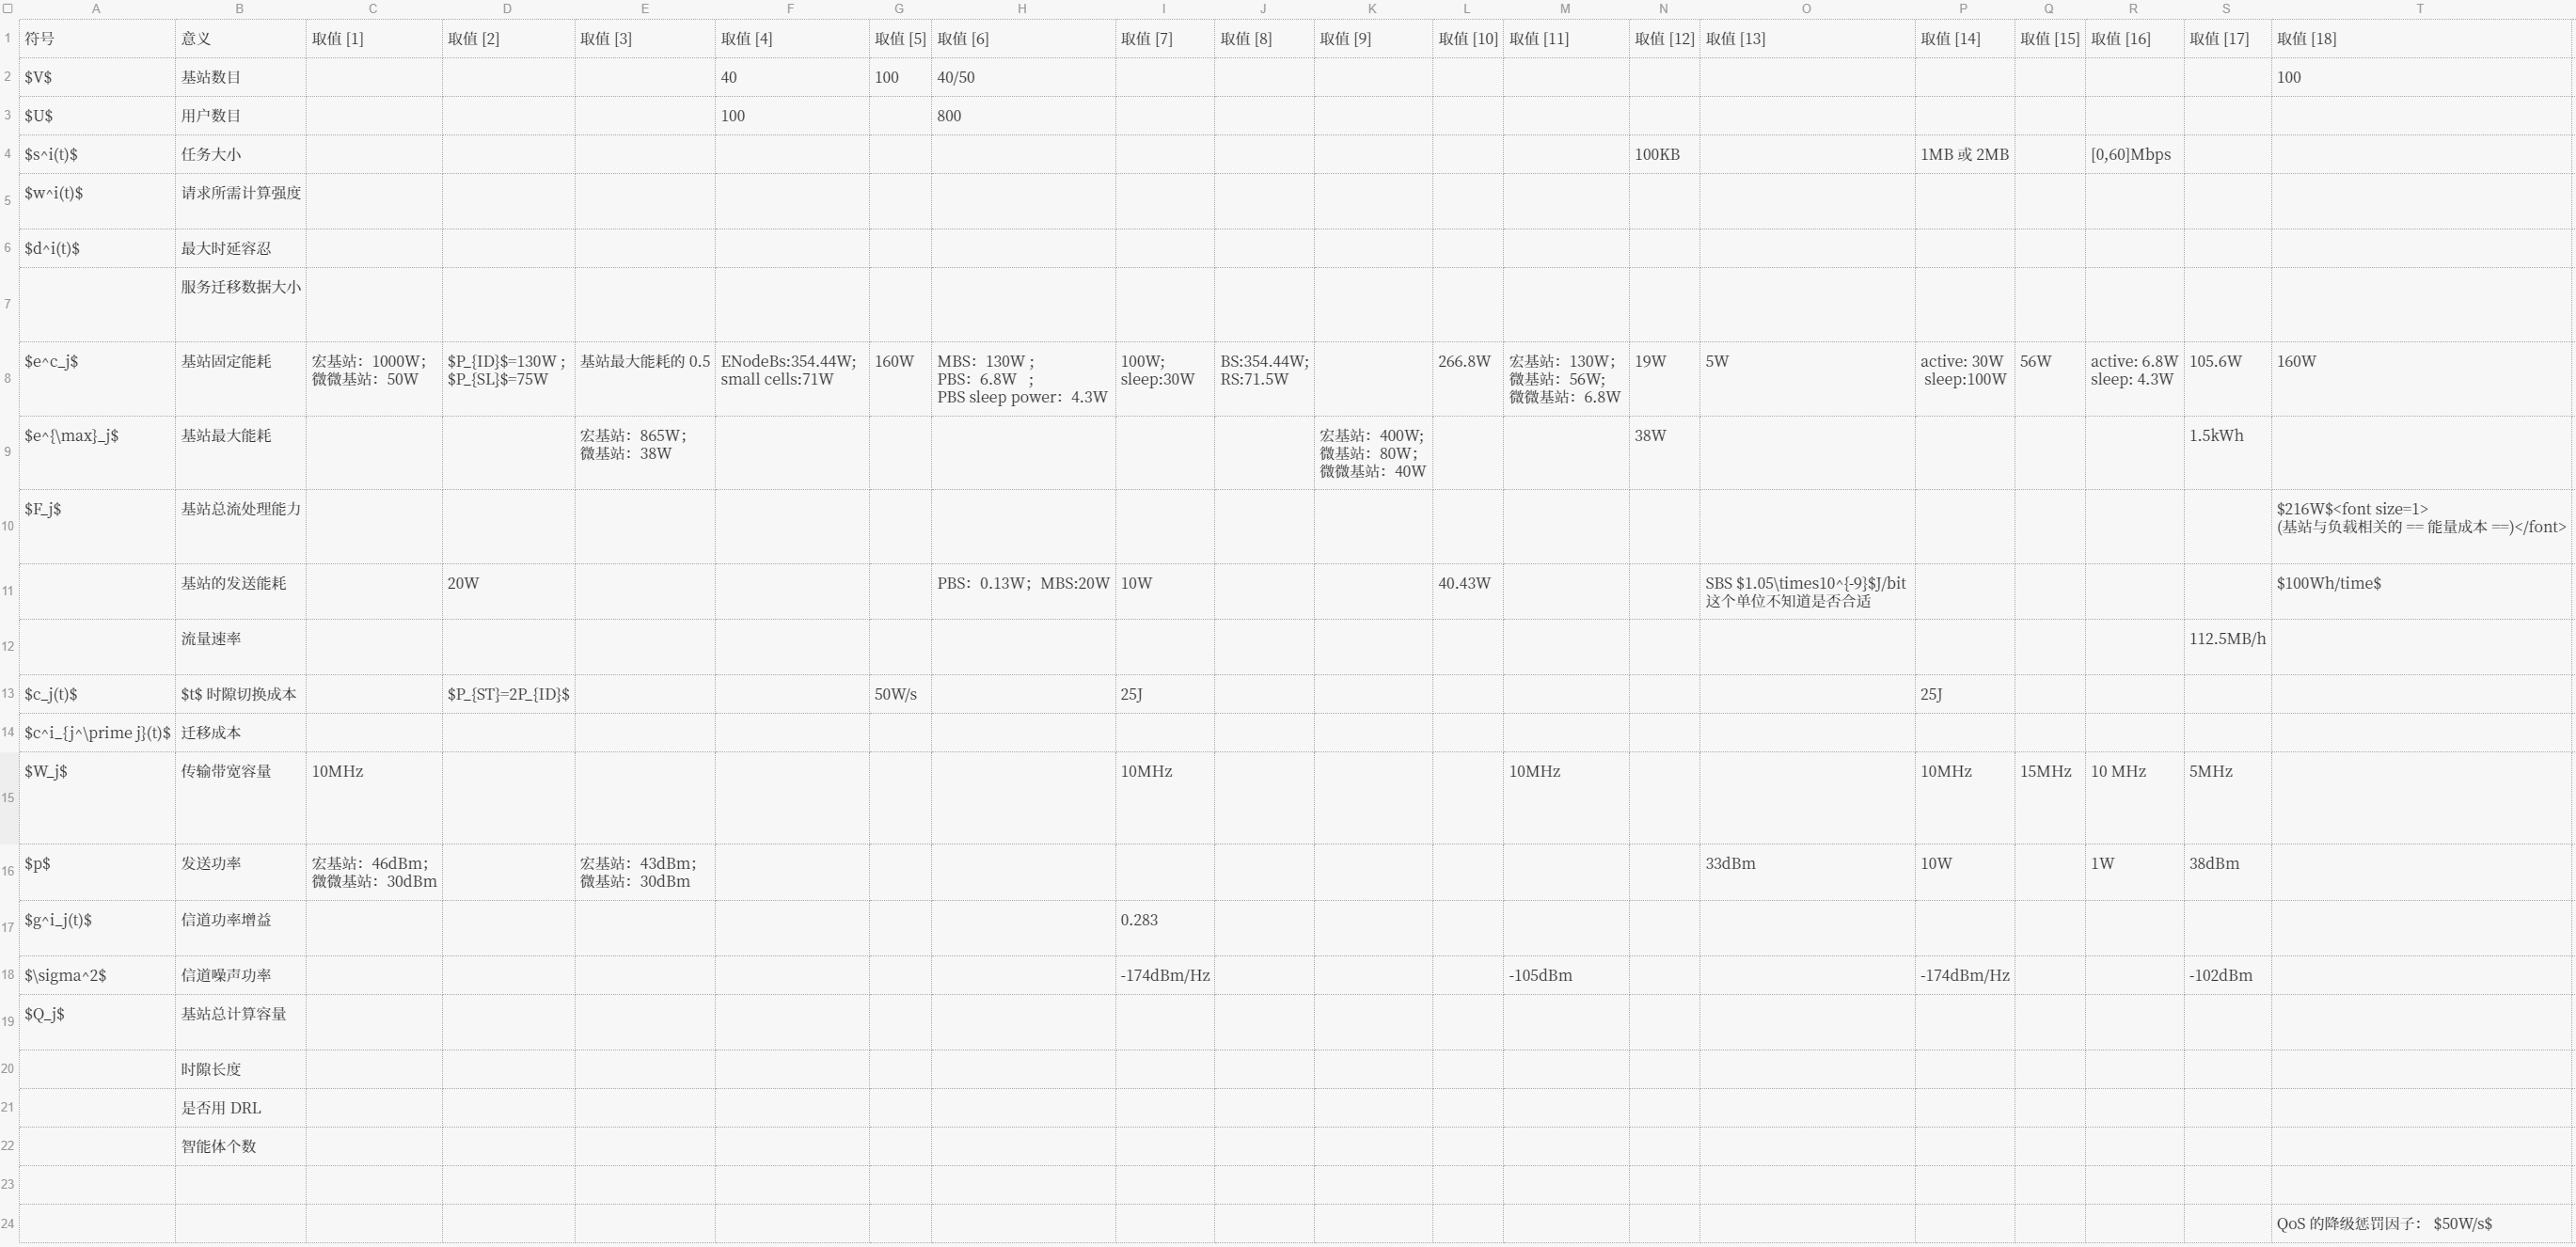 A B C D E F G H I J K L M N O P Q R S T
1 符号 意义 取值 [1] 取值 [2] 取值 [3] 取值 [4] 取值 [5] 取值 [6] 取值 [7] 取值 [8] 取值 [9] 取值 [10] 取值 [11] 取值 [12] 取值 [13] 取值 [14] 取值 [15] 取值 [16] 取值 [17] 取值 [18]
2 $V$ 基站数目 40 100 40/50 100
3 $U$ 用户数目 100 800
4 $s^i(t)$ 任务大小 100KB 1MB 或 2MB [0,60]Mbps
5 $w^i(t)$ 请求所需计算强度
6 $d^i(t)$ 最大时延容忍
7 服务迁移数据大小
8 $e^c_j$ 基站固定能耗 宏基站：1000W； $P_{ID}$=130W ; 基站最大能耗的 0.5 ENodeBs:354.44W; 160W MBS：130W ; 100W; BS:354.44W; 266.8W 宏基站：130W； 19W 5W active: 30W 56W active: 6.8W 105.6W 160W
微微基站：50W $P_{SL}$=75W small cells:71W PBS：6.8W ; sleep:30W RS:71.5W 微基站：56W; sleep:100W sleep: 4.3W
PBS sleep power：4.3W 微微基站：6.8W
9 $e^{\max}_j$ 基站最大能耗 宏基站：865W； 宏基站：400W; 38W 1.5kWh
微基站：38W 微基站：80W；
微微基站：40W
10 $F_j$ 基站总流处理能力 $216W$<font size=1>
(基站与负载相关的 == 能量成本 ==)</font>
11 基站的发送能耗 20W PBS：0.13W；MBS:20W 10W 40.43W SBS $1.05\times10^{-9}$J/bit $100Wh/time$
这个单位不知道是否合适
12 流量速率 112.5MB/h
13 $c_j(t)$ $t$ 时隙切换成本 $P_{ST}=2P_{ID}$ 50W/s 25J 25J
14 $c^i_{j^\prime j}(t)$ 迁移成本
15 $W_j$ 传输带宽容量 10MHz 10MHz 10MHz 10MHz 15MHz 10 MHz 5MHz
16 $p$ 发送功率 宏基站：46dBm； 宏基站：43dBm； 33dBm 10W 1W 38dBm
微微基站：30dBm 微基站：30dBm
17 $g^i_j(t)$ 信道功率增益 0.283
18 $\sigma^2$ 信道噪声功率 -174dBm/Hz -105dBm -174dBm/Hz -102dBm
19 $Q_j$ 基站总计算容量
20 时隙长度
21 是否用 DRL
22 智能体个数
23
24 QoS 的降级惩罚因子： $50W/s$